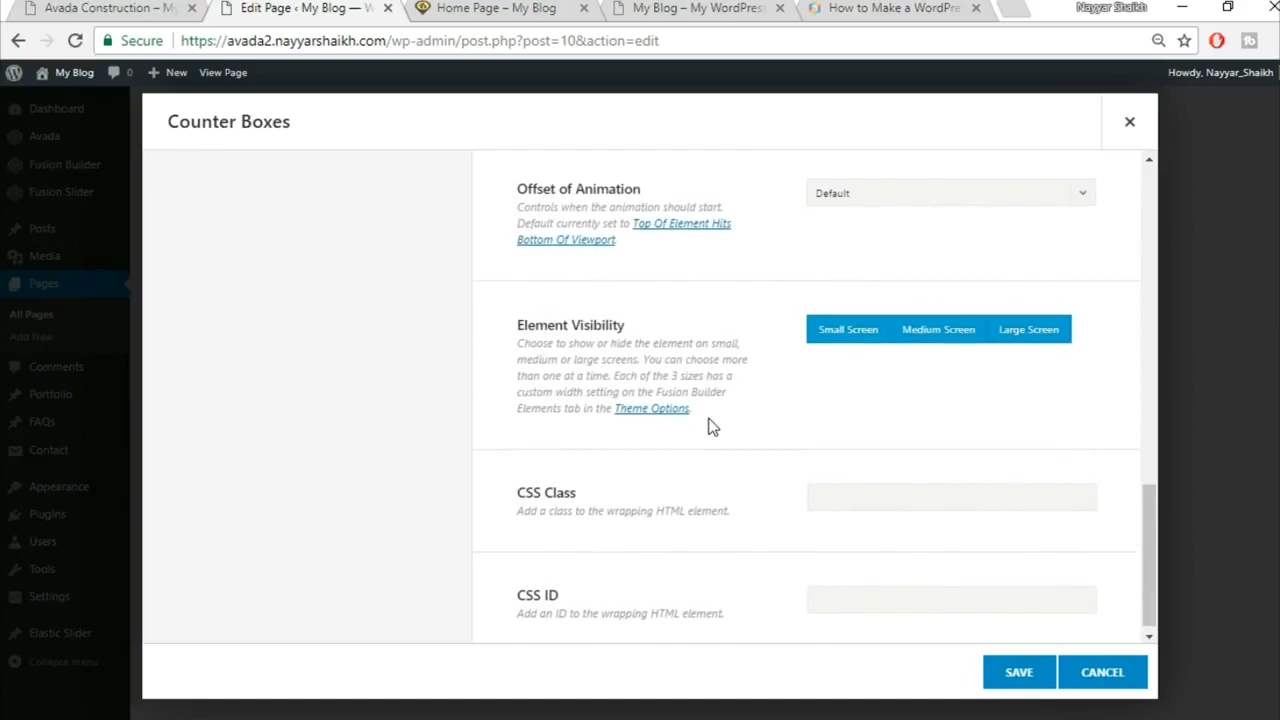 Avada Construction – My
Edit Page ‹ My Blog — W
Home Page – My Blog
My Blog – My WordPress
How to Make a WordPre
Nayyar Shaikh
Secure
https://avada2.nayyarshaikh.com/wp-admin/post.php?post=10&action=edit
My Blog
0
New
View Page
Howdy, Nayyar_Shaikh
Dashboard
Avada
Fusion Builder
Fusion Slider
Posts
Media
Pages
All Pages
Add New
Comments
Portfolio
FAQs
Contact
Appearance
Plugins
Users
Tools
Settings
Elastic Slider
Collapse menu
Counter Boxes
Offset of Animation
Controls when the animation should start.
Default currently set to Top Of Element Hits
Bottom Of Viewport.
Default
Element Visibility
Choose to show or hide the element on small,
medium or large screens. You can choose more
than one at a time. Each of the 3 sizes has a
custom width setting on the Fusion Builder
Elements tab in the Theme Options.
Small Screen
Medium Screen
Large Screen
CSS Class
Add a class to the wrapping HTML element.
CSS ID
Add an ID to the wrapping HTML element.
SAVE
CANCEL